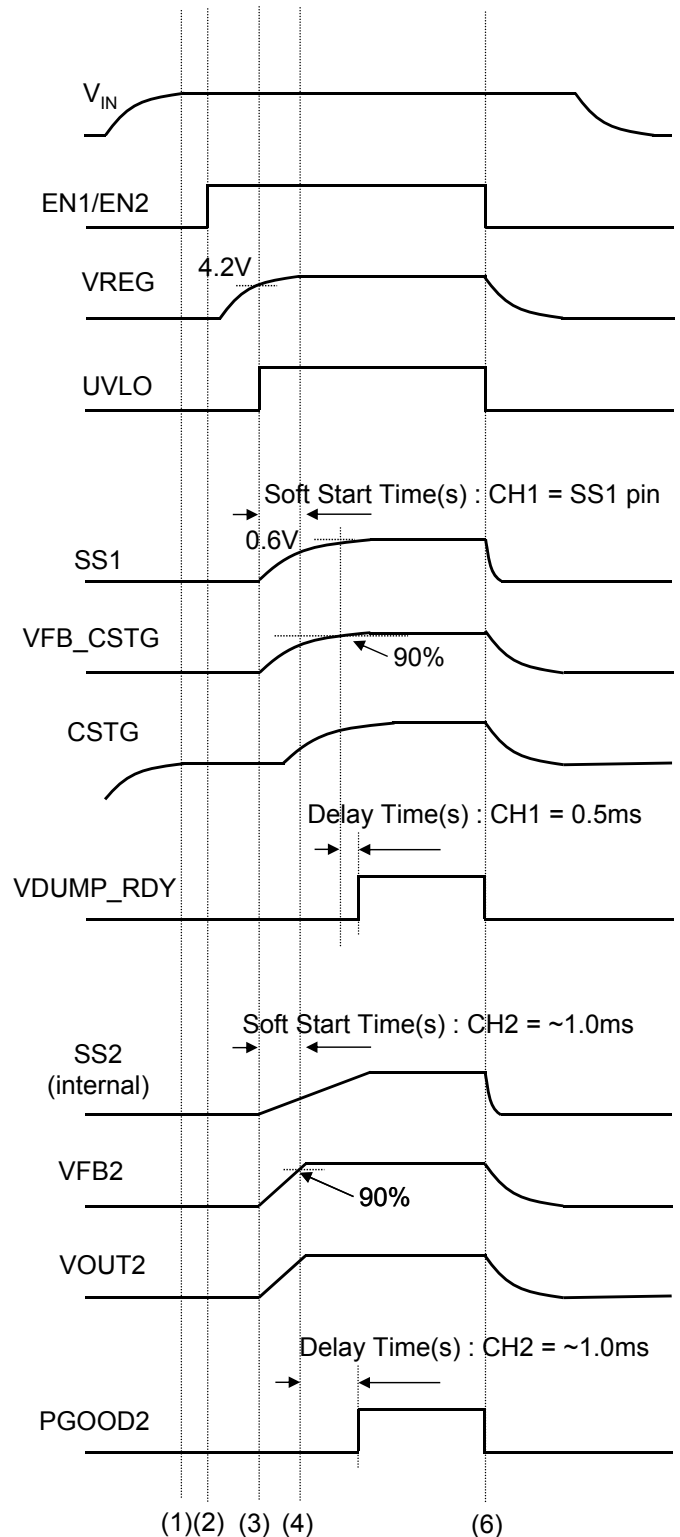 VIN
EN1/EN2
4.2V
VREG
UVLO
Soft Start Time(s) : CH1 = SS1 pin
0.6V
SS1
VFB_CSTG
90%
CSTG
Delay Time(s) : CH1 = 0.5ms
VDUMP_RDY
Soft Start Time(s) : CH2 = ~1.0ms
SS2
(internal)
VFB2
90%
VOUT2
Delay Time(s) : CH2 = ~1.0ms
PGOOD2
(1)(2) (3) (4) (6)